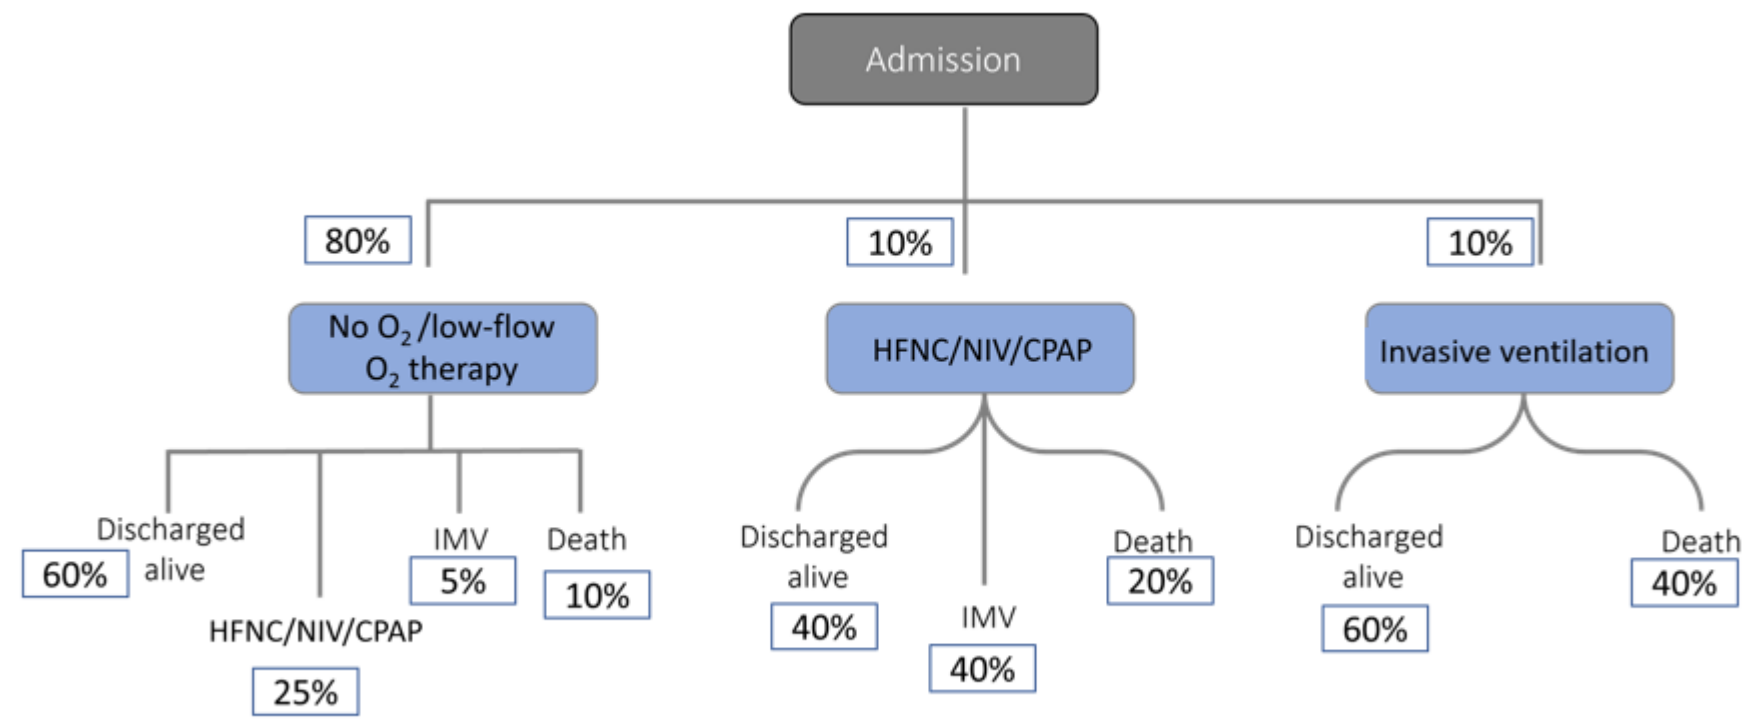 Admission
80%
10%
10%
No O₂ /low-flow
O₂ therapy
HFNC/NIV/CPAP
Invasive ventilation
Discharged
alive
60%
HFNC/NIV/CPAP
25%
IMV
5%
Death
10%
Discharged
alive
40%
IMV
40%
Death
20%
Discharged
alive
60%
Death
40%